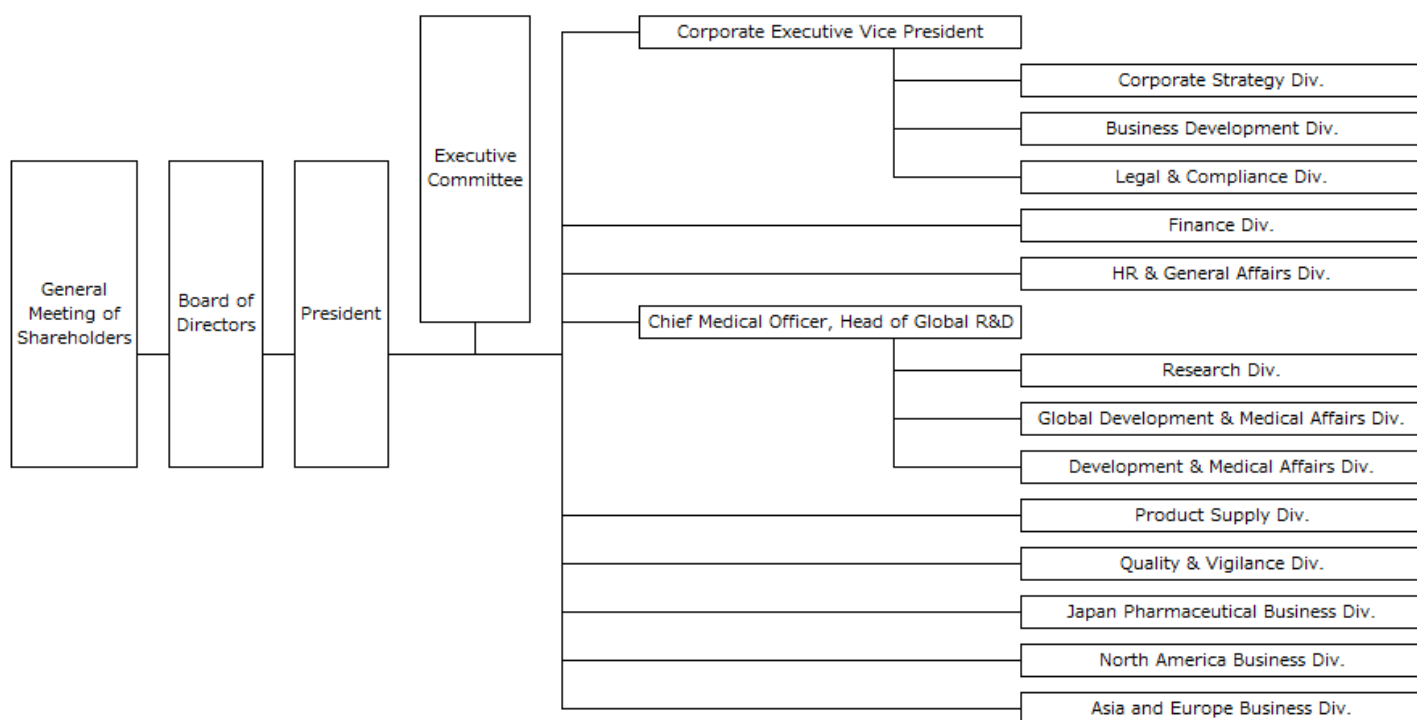 General
Meeting of
Shareholders
Board of
Directors
President
Executive
Committee
Corporate Executive Vice President
Corporate Strategy Div.
Business Development Div.
Legal & Compliance Div.
Finance Div.
HR & General Affairs Div.
Chief Medical Officer, Head of Global R&D
Research Div.
Global Development & Medical Affairs Div.
Development & Medical Affairs Div.
Product Supply Div.
Quality & Vigilance Div.
Japan Pharmaceutical Business Div.
North America Business Div.
Asia and Europe Business Div.